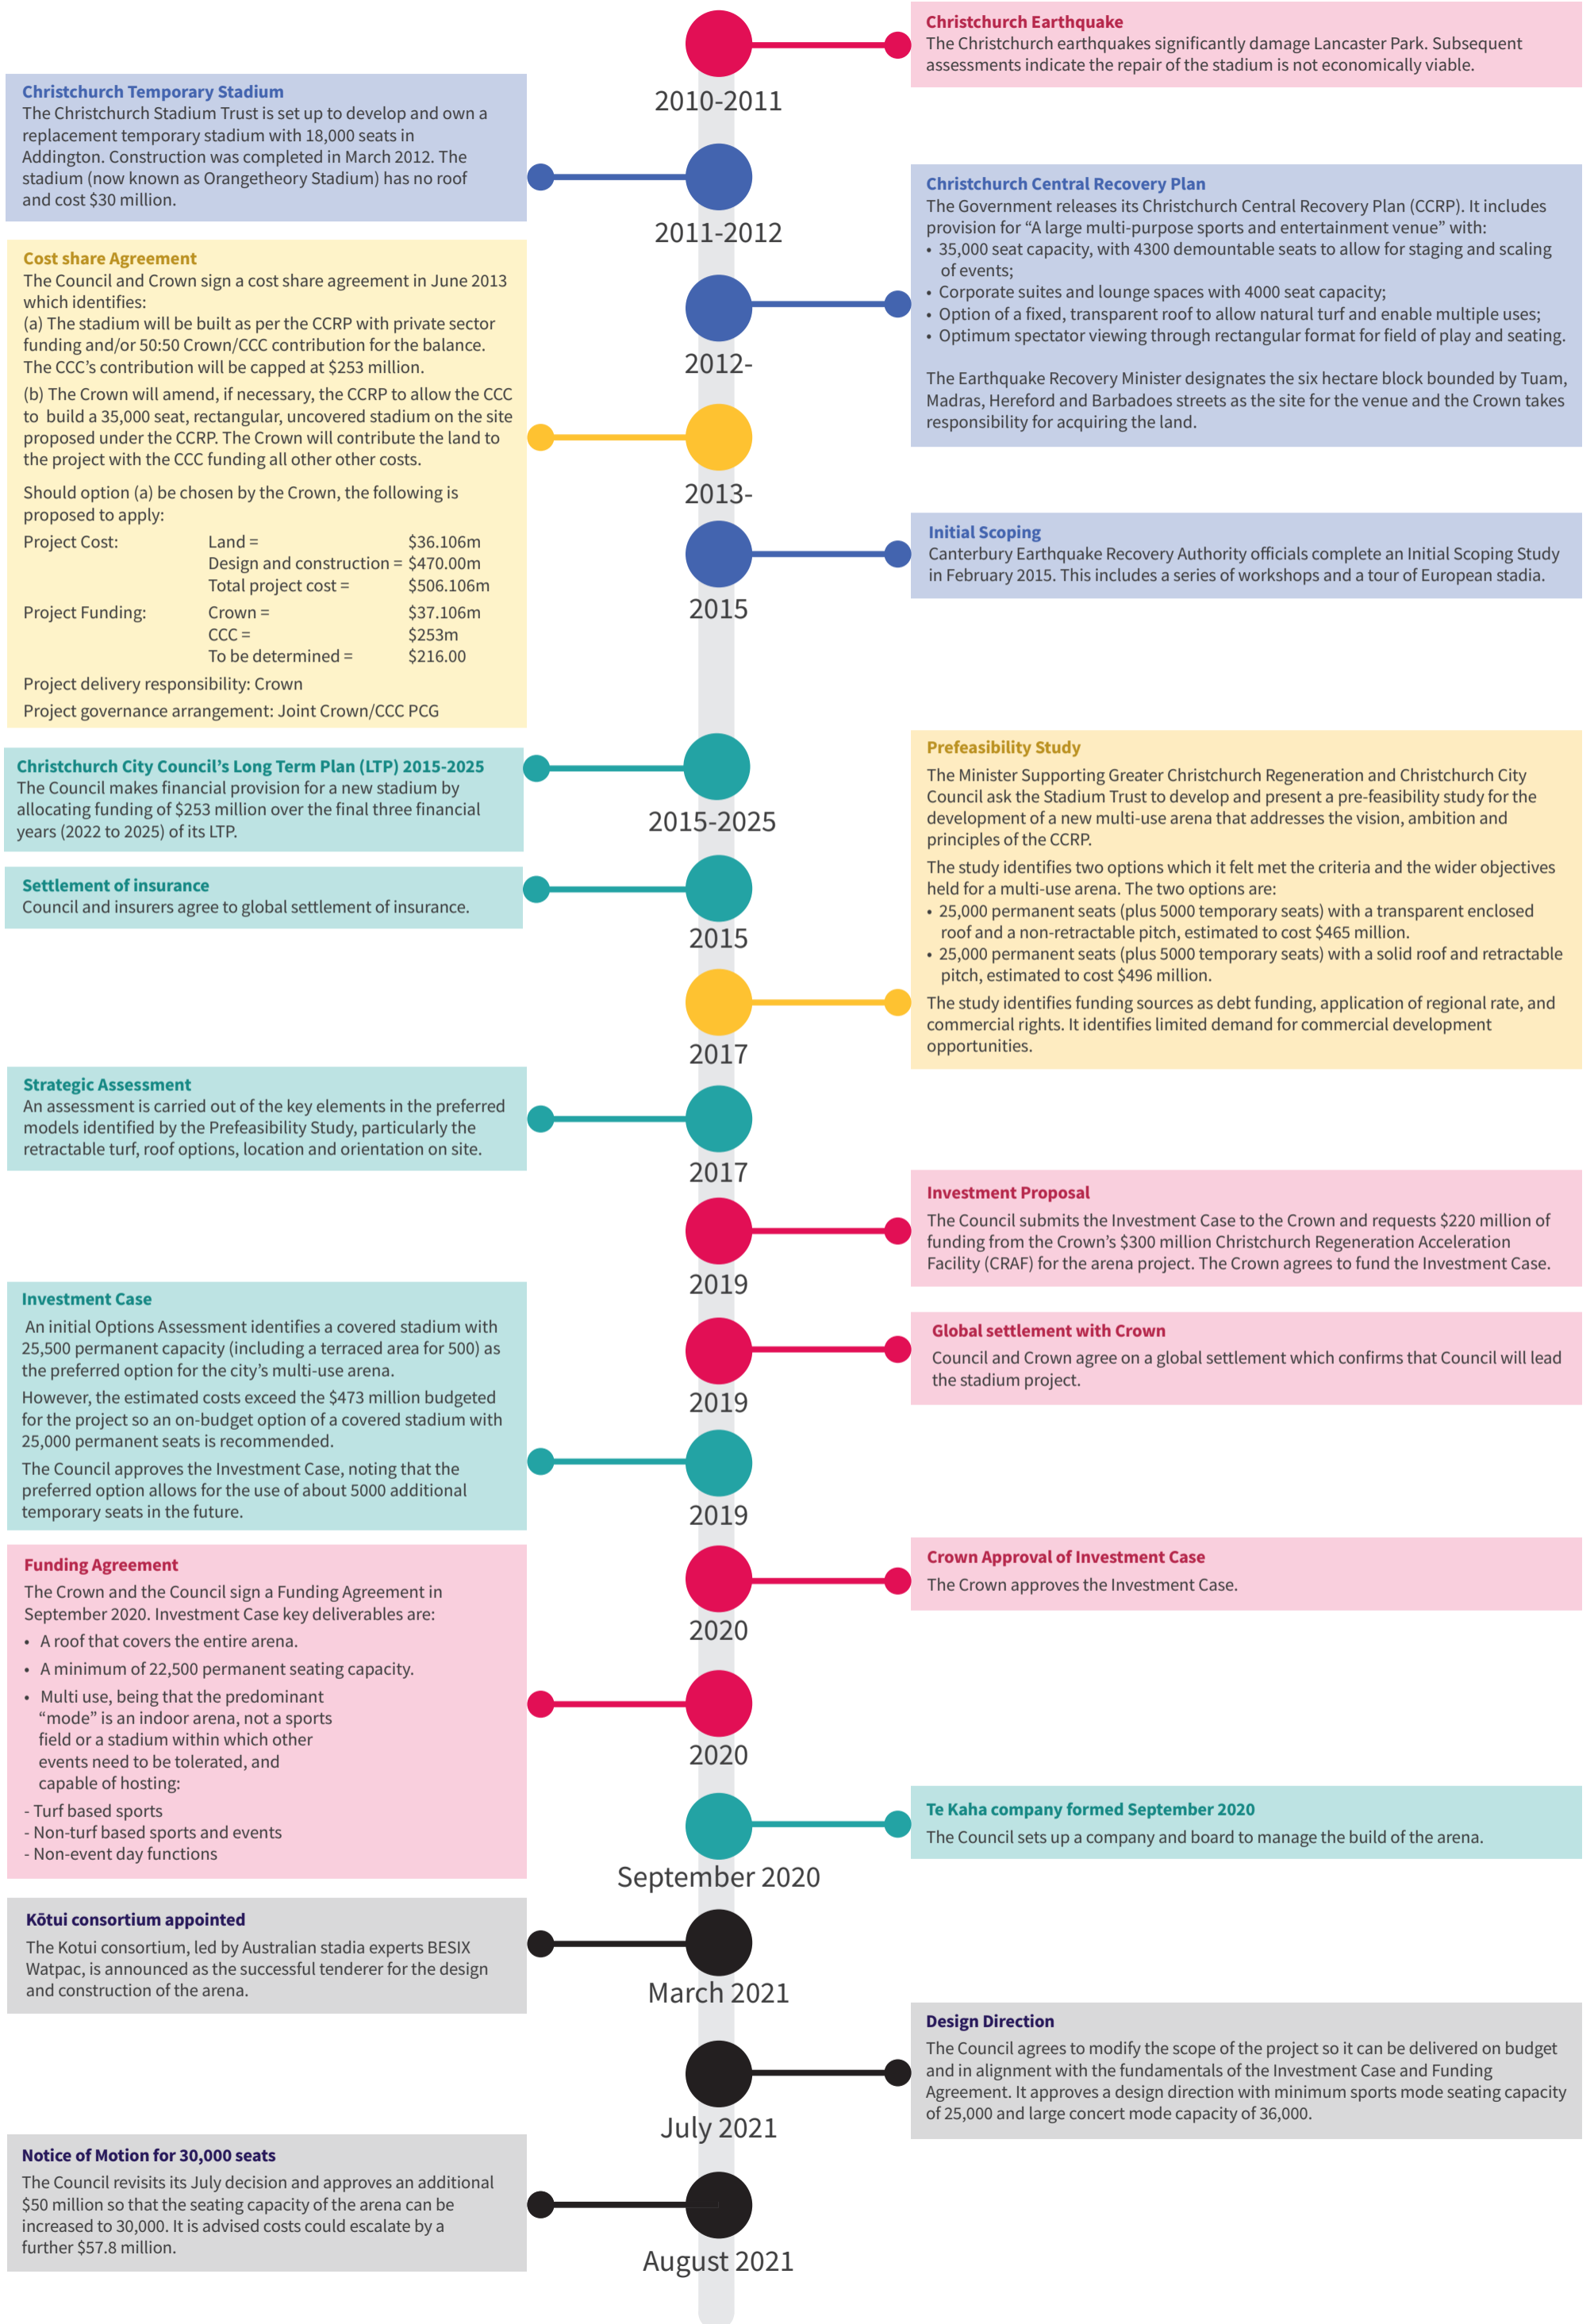 Christchurch Earthquake
The Christchurch earthquakes significantly damage Lancaster Park. Subsequent
assessments indicate the repair of the stadium is not economically viable.
2010-2011
Christchurch Temporary Stadium
The Christchurch Stadium Trust is set up to develop and own a
replacement temporary stadium with 18,000 seats in
Addington. Construction was completed in March 2012. The
stadium (now known as Orangetheory Stadium) has no roof
and cost $30 million.
2011-2012
Christchurch Central Recovery Plan
The Government releases its Christchurch Central Recovery Plan (CCRP). It includes
provision for “A large multi-purpose sports and entertainment venue” with:
• 35,000 seat capacity, with 4300 demountable seats to allow for staging and scaling
of events;
• Corporate suites and lounge spaces with 4000 seat capacity;
• Option of a fixed, transparent roof to allow natural turf and enable multiple uses;
• Optimum spectator viewing through rectangular format for field of play and seating.
The Earthquake Recovery Minister designates the six hectare block bounded by Tuam,
Madras, Hereford and Barbadoes streets as the site for the venue and the Crown takes
responsibility for acquiring the land.
2012-
Cost share Agreement
The Council and Crown sign a cost share agreement in June 2013
which identifies:
(a) The stadium will be built as per the CCRP with private sector
funding and/or 50:50 Crown/CCC contribution for the balance.
The CCC’s contribution will be capped at $253 million.
(b) The Crown will amend, if necessary, the CCRP to allow the CCC
to build a 35,000 seat, rectangular, uncovered stadium on the site
proposed under the CCRP. The Crown will contribute the land to
the project with the CCC funding all other other costs.
Should option (a) be chosen by the Crown, the following is
proposed to apply:
Project Cost: Land = $36.106m
Design and construction = $470.00m
Total project cost = $506.106m
Project Funding: Crown = $37.106m
CCC = $253m
To be determined = $216.00
Project delivery responsibility: Crown
Project governance arrangement: Joint Crown/CCC PCG
2013-
Initial Scoping
Canterbury Earthquake Recovery Authority officials complete an Initial Scoping Study
in February 2015. This includes a series of workshops and a tour of European stadia.
2015
Christchurch City Council’s Long Term Plan (LTP) 2015-2025
The Council makes financial provision for a new stadium by
allocating funding of $253 million over the final three financial
years (2022 to 2025) of its LTP.
2015-2025
Settlement of insurance
Council and insurers agree to global settlement of insurance.
2015
Prefeasibility Study
The Minister Supporting Greater Christchurch Regeneration and Christchurch City
Council ask the Stadium Trust to develop and present a pre-feasibility study for the
development of a new multi-use arena that addresses the vision, ambition and
principles of the CCRP.
The study identifies two options which it felt met the criteria and the wider objectives
held for a multi-use arena. The two options are:
• 25,000 permanent seats (plus 5000 temporary seats) with a transparent enclosed
roof and a non-retractable pitch, estimated to cost $465 million.
• 25,000 permanent seats (plus 5000 temporary seats) with a solid roof and retractable
pitch, estimated to cost $496 million.
The study identifies funding sources as debt funding, application of regional rate, and
commercial rights. It identifies limited demand for commercial development
opportunities.
2017
Strategic Assessment
An assessment is carried out of the key elements in the preferred
models identified by the Prefeasibility Study, particularly the
retractable turf, roof options, location and orientation on site.
2017
Investment Proposal
The Council submits the Investment Case to the Crown and requests $220 million of
funding from the Crown’s $300 million Christchurch Regeneration Acceleration
Facility (CRAF) for the arena project. The Crown agrees to fund the Investment Case.
2019
Global settlement with Crown
Council and Crown agree on a global settlement which confirms that Council will lead
the stadium project.
2019
Investment Case
An initial Options Assessment identifies a covered stadium with
25,500 permanent capacity (including a terraced area for 500) as
the preferred option for the city’s multi-use arena.
However, the estimated costs exceed the $473 million budgeted
for the project so an on-budget option of a covered stadium with
25,000 permanent seats is recommended.
The Council approves the Investment Case, noting that the
preferred option allows for the use of about 5000 additional
temporary seats in the future.
2019
Crown Approval of Investment Case
The Crown approves the Investment Case.
2020
Funding Agreement
The Crown and the Council sign a Funding Agreement in
September 2020. Investment Case key deliverables are:
• A roof that covers the entire arena.
• A minimum of 22,500 permanent seating capacity.
• Multi use, being that the predominant
“mode” is an indoor arena, not a sports
field or a stadium within which other
events need to be tolerated, and
capable of hosting:
- Turf based sports
- Non-turf based sports and events
- Non-event day functions
2020
Te Kaha company formed September 2020
The Council sets up a company and board to manage the build of the arena.
September 2020
Kōtui consortium appointed
The Kotui consortium, led by Australian stadia experts BESIX
Watpac, is announced as the successful tenderer for the design
and construction of the arena.
March 2021
Design Direction
The Council agrees to modify the scope of the project so it can be delivered on budget
and in alignment with the fundamentals of the Investment Case and Funding
Agreement. It approves a design direction with minimum sports mode seating capacity
of 25,000 and large concert mode capacity of 36,000.
July 2021
Notice of Motion for 30,000 seats
The Council revisits its July decision and approves an additional
$50 million so that the seating capacity of the arena can be
increased to 30,000. It is advised costs could escalate by a
further $57.8 million.
August 2021